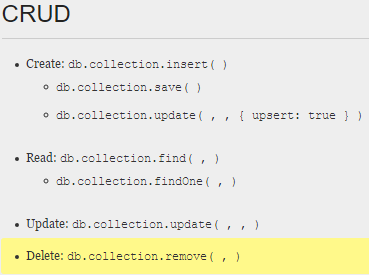 CRUD
Create: db.collection.insert( )
db.collection.save( )
db.collection.update( , , { upsert: true } )
Read: db.collection.find( , )
db.collection.findOne( , )
Update: db.collection.update( , , )
Delete: db.collection.remove( , )